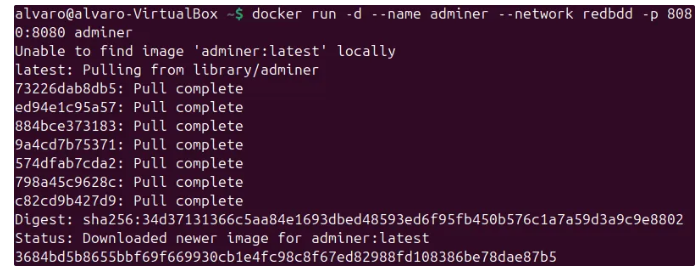 alvaro@alvaro-VirtualBox ~$ docker run -d --name adminer --network redbdd -p 808
0:8080 adminer
Unable to find image 'adminer:latest' locally
latest: Pulling from library/adminer
73226dab8db5: Pull complete
ed94e1c95a57: Pull complete
884bce373183: Pull complete
9a4cd7b75371: Pull complete
574dfab7cda2: Pull complete
798a45c9628c: Pull complete
c82cd9b427d9: Pull complete
Digest: sha256:34d37131366c5aa84e1693dbed48593ed6f95fb450b576c1a7a59d3a9c9e8802
Status: Downloaded newer image for adminer:latest
3684bd5b8655bbf69f669930cb1e4fc98c8f67ed82988fd108386be78dae87b5